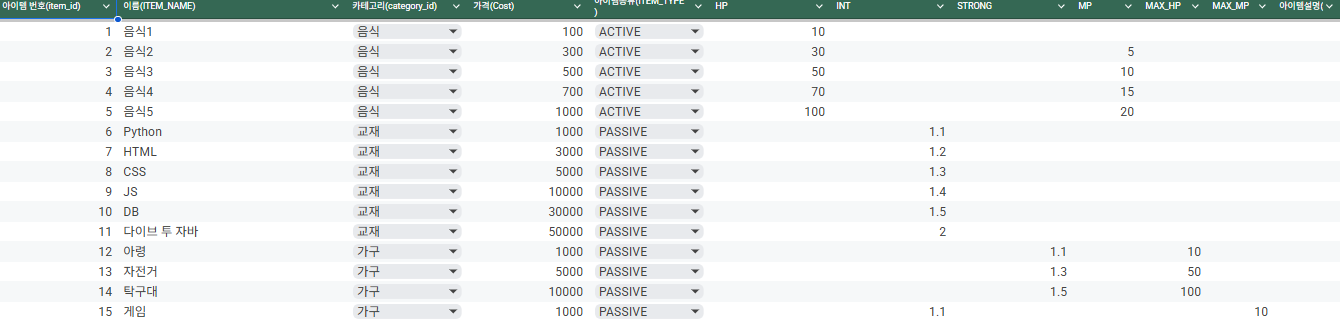 아이템 번호(item_id) 이름(ITEM_NAME) 카테고리(category_id) 가격(Cost) 아이템종류(ITEM_TYPE) HP INT STRONG MP MAX_HP MAX_MP 아이템설명(
1 음식1 음식 100 ACTIVE 10
2 음식2 음식 300 ACTIVE 30 5
3 음식3 음식 500 ACTIVE 50 10
4 음식4 음식 700 ACTIVE 70 15
5 음식5 음식 1000 ACTIVE 100 20
6 Python 교재 1000 PASSIVE 1.1
7 HTML 교재 3000 PASSIVE 1.2
8 CSS 교재 5000 PASSIVE 1.3
9 JS 교재 10000 PASSIVE 1.4
10 DB 교재 30000 PASSIVE 1.5
11 다이브 투 자바 교재 50000 PASSIVE 2
12 아령 가구 1000 PASSIVE 1.1 10
13 자전거 가구 5000 PASSIVE 1.3 50
14 탁구대 가구 10000 PASSIVE 1.5 100
15 게임 가구 1000 PASSIVE 1.1 10